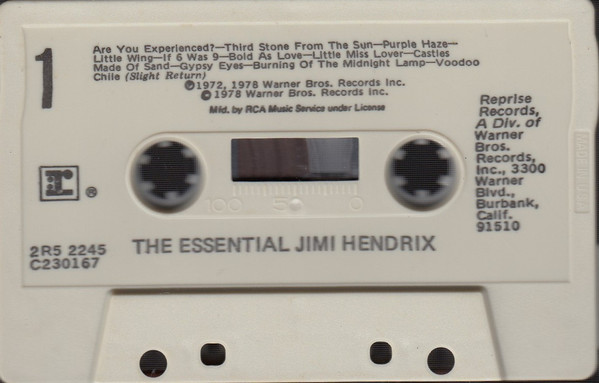 1
Are You Experienced?—Third Stone From The Sun—Purple Haze—
Little Wing—If 6 Was 9—Bold As Love—Little Miss Lover—Castles
Made Of Sand—Gypsy Eyes—Burning Of The Midnight Lamp—Voodoo
Chile (Slight Return)
℗1972, 1978 Warner Bros. Records Inc.
©1978 Warner Bros. Records Inc.
Mfd. by RCA Music Service under License
Reprise
Records,
A Div. of
Warner
Bros.
Records,
Inc., 3300
Warner
Blvd.,
Burbank,
Calif.
91510
r ®
100 50 0
2R5 2245
C230167
THE ESSENTIAL JIMI HENDRIX